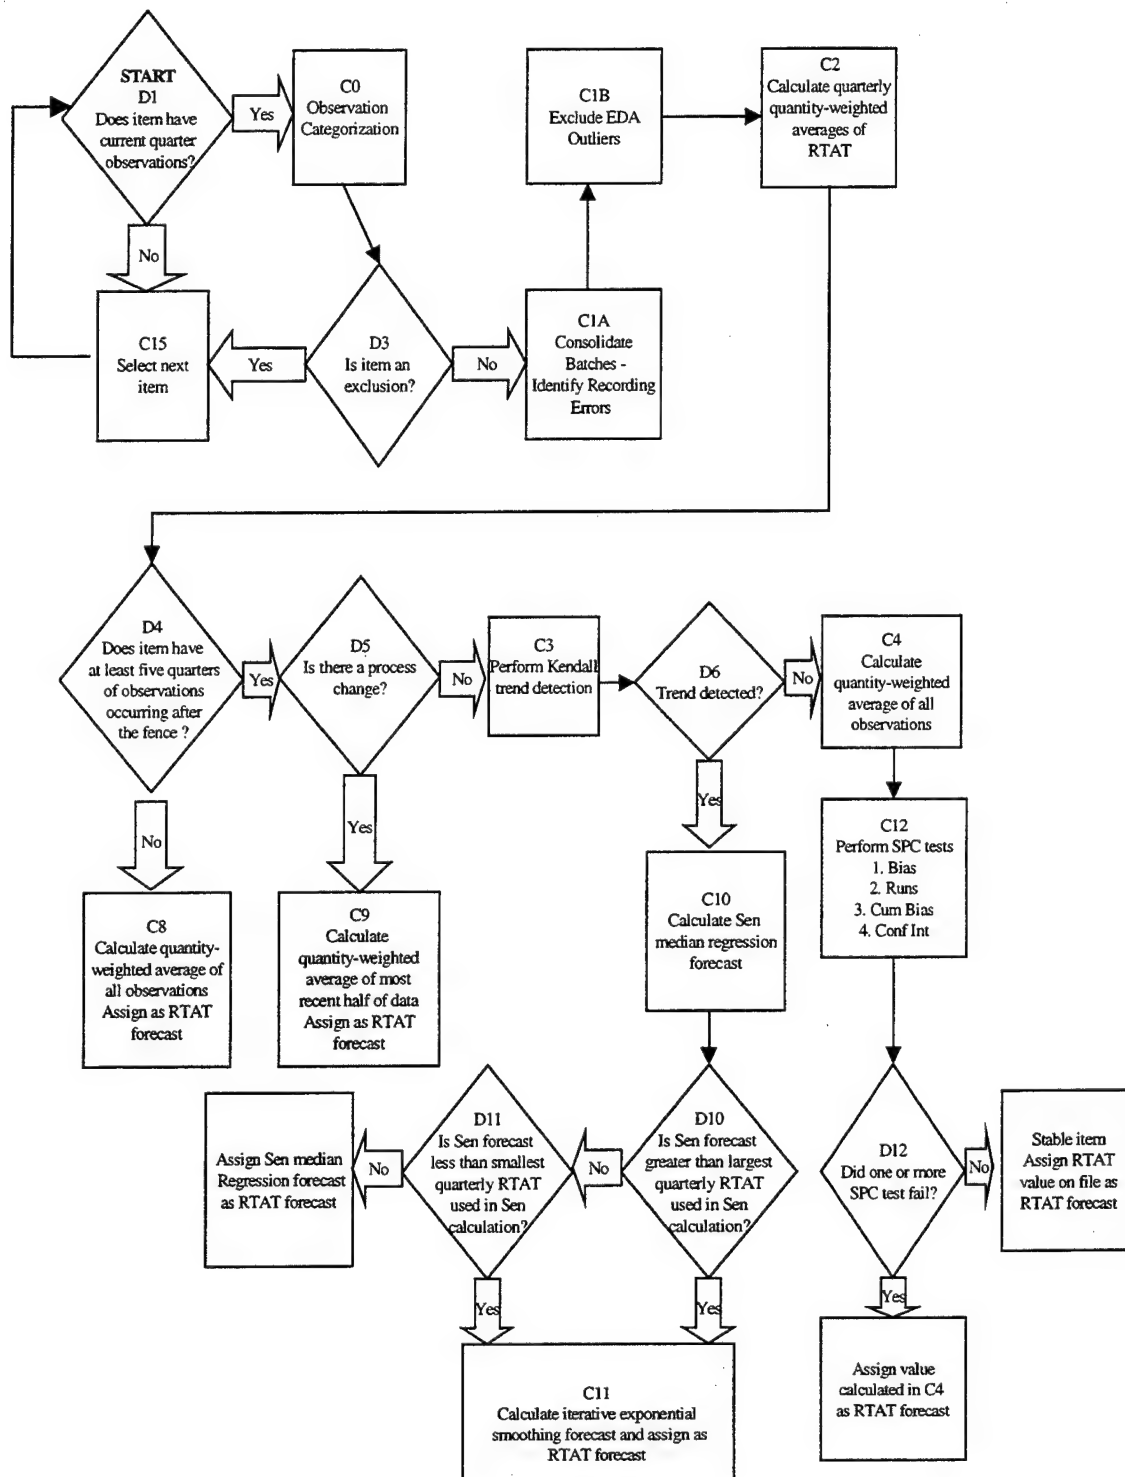 START
D1
Does item have
current quarter
observations?
Yes
C0
Observation
Categorization
C1B
Exclude EDA
Outliers
C2
Calculate quarterly
quantity-weighted
averages of
RTAT
No
C15
Select next
item
Yes
D3
Is item an
exclusion?
No
C1A
Consolidate
Batches -
Identify Recording
Errors
D4
Does item have
at least five quarters
of observations
occurring after
the fence ?
Yes
D5
Is there a process
change?
No
C3
Perform Kendall
trend detection
D6
Trend detected?
No
C4
Calculate
quantity-weighted
average of all
observations
No
Yes
Yes
C8
Calculate quantity-
weighted average of
all observations
Assign as RTAT
forecast
C9
Calculate
quantity-weighted
average of most
recent half of data
Assign as RTAT
forecast
C10
Calculate Sen
median regression
forecast
C12
Perform SPC tests
1. Bias
2. Runs
3. Cum Bias
4. Conf Int
Assign Sen median
Regression forecast
as RTAT forecast
No
D11
Is Sen forecast
less than smallest
quarterly RTAT
used in Sen
calculation?
No
D10
Is Sen forecast
greater than largest
quarterly RTAT
used in Sen
calculation?
D12
Did one or more
SPC test fail?
No
Stable item
Assign RTAT
value on file as
RTAT forecast
Yes
Yes
Yes
C11
Calculate iterative exponential
smoothing forecast and assign as
RTAT forecast
Assign value
calculated in C4
as RTAT forecast